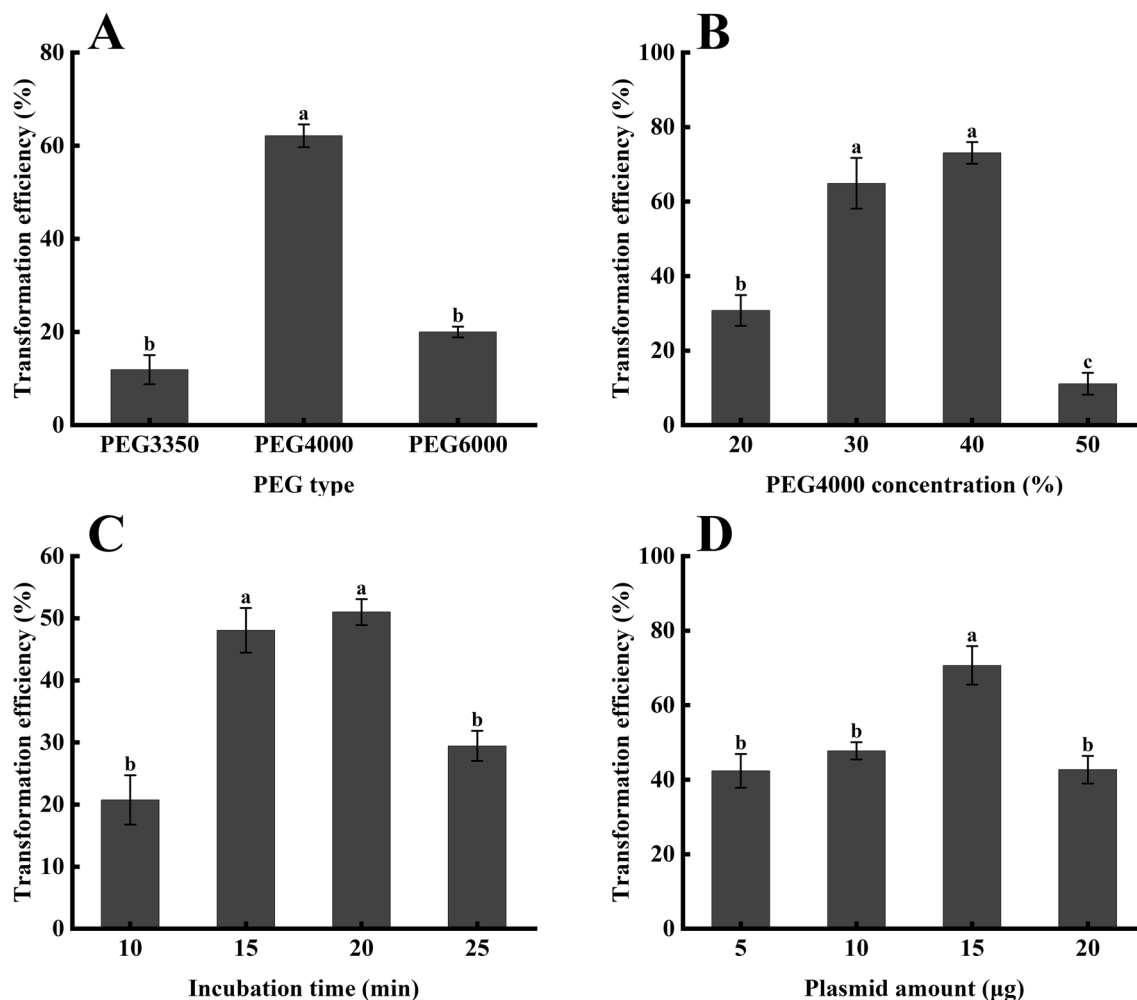 A
Transformation efficiency (%)
80
60
40
20
0
b
a
b
PEG3350 PEG4000 PEG6000
PEG type
B
Transformation efficiency (%)
100
80
60
40
20
0
b
a
a
c
20 30 40 50
PEG4000 concentration (%)
C
Transformation efficiency (%)
60
50
40
30
20
10
0
b
a
a
b
10 15 20 25
Incubation time (min)
D
Transformation efficiency (%)
100
80
60
40
20
0
b
b
a
b
5 10 15 20
Plasmid amount (μg)